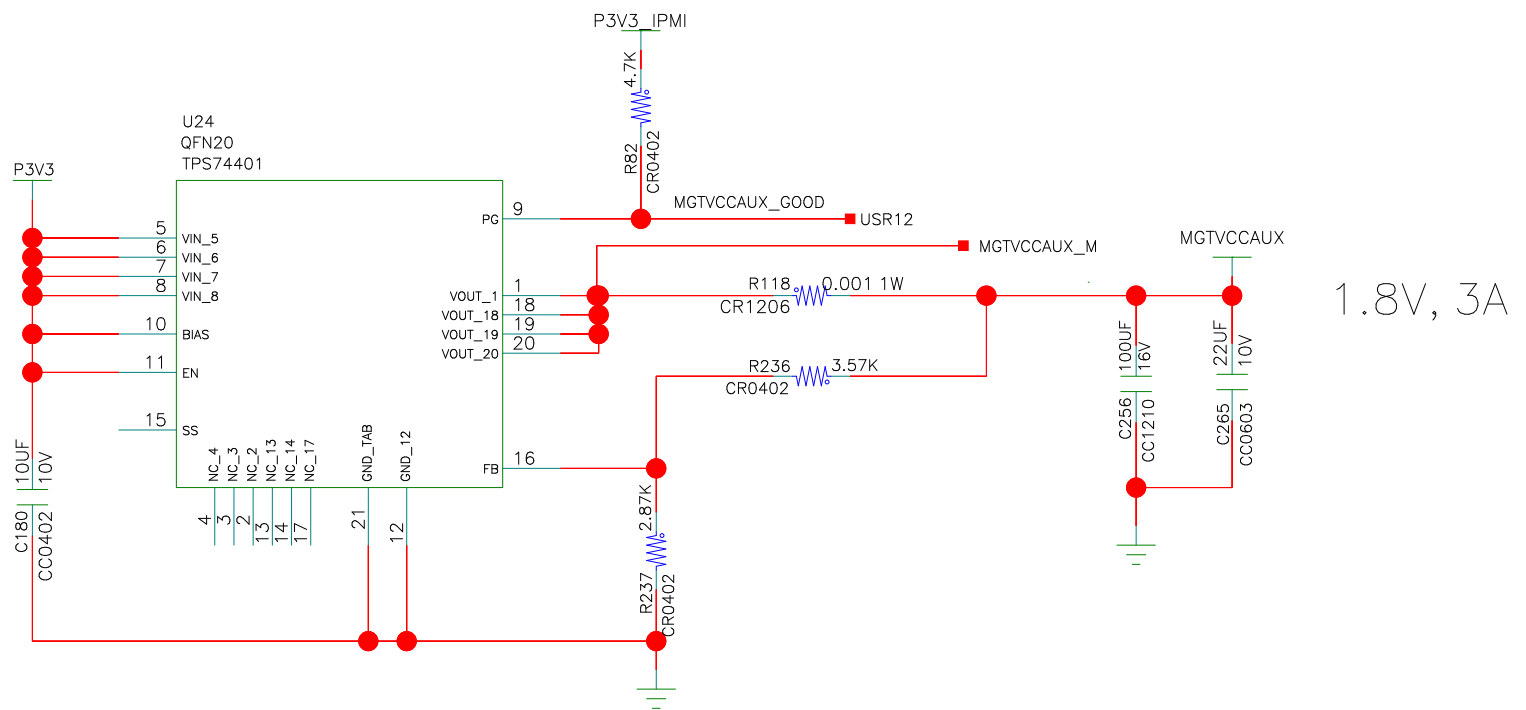 P3V3_IPMI
4.7K
R82
CR0402
U24
QFN20
TPS74401
P3V3
PG
9
MGTVCCAUX_GOOD
USR12
MGTVCCAUX_M
MGTVCCAUX
5
VIN_5
6
VIN_6
7
VIN_7
8
VIN_8
10
BIAS
11
EN
15
SS
VOUT_1
1
VOUT_18
18
VOUT_19
19
VOUT_20
20
R118
0.001 1W
CR1206
R236
3.57K
CR0402
1.8V, 3A
100UF
16V
C256
CC1210
22UF
10V
C265
CC0603
FB
16
NC_4
NC_3
NC_2
NC_13
NC_14
NC_17
GND_TAB
GND_12
4
3
2
13
14
17
21
12
10UF
10V
C180
CC0402
2.87K
R237
CR0402